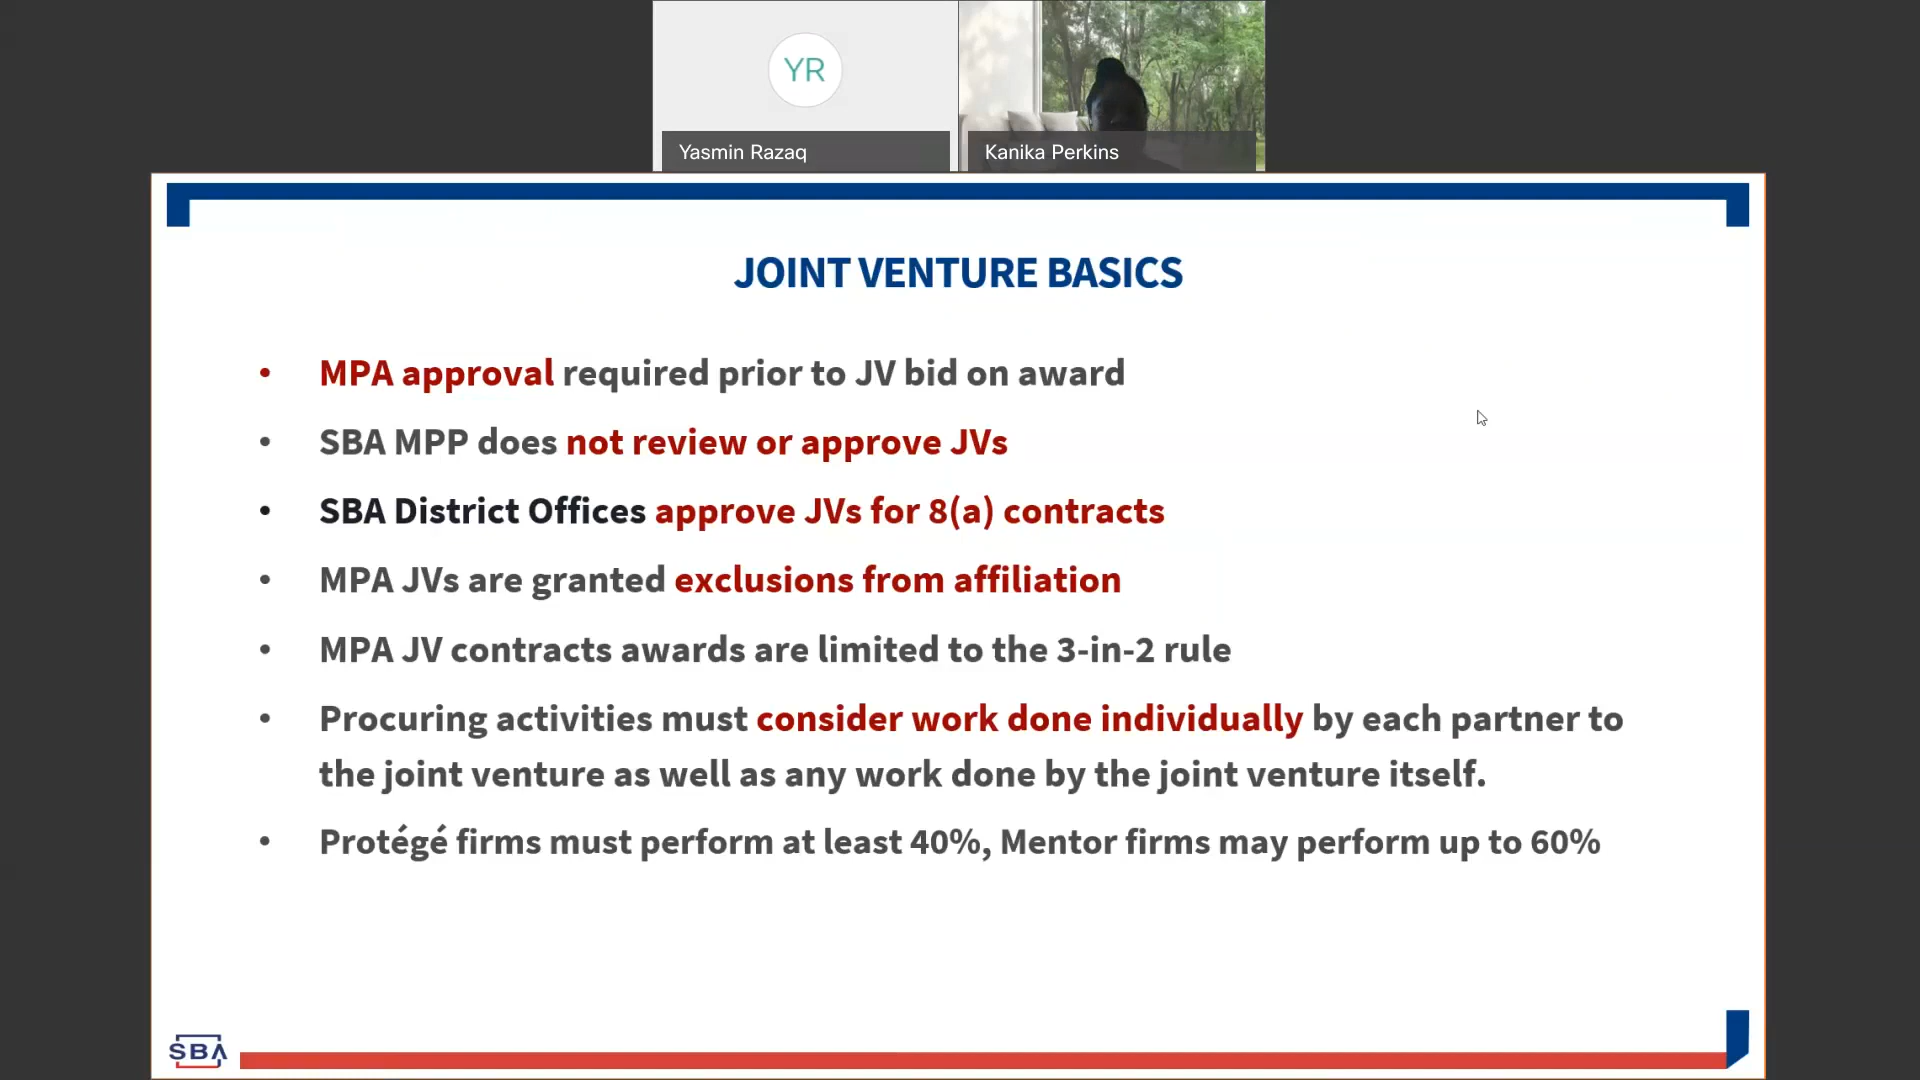 YR
Yasmin Razaq
Kanika Perkins
JOINT VENTURE BASICS
• MPA approval required prior to JV bid on award
• SBA MPP does not review or approve JVs
• SBA District Offices approve JVs for 8(a) contracts
• MPA JVs are granted exclusions from affiliation
• MPA JV contracts awards are limited to the 3-in-2 rule
• Procuring activities must consider work done individually by each partner to
the joint venture as well as any work done by the joint venture itself.
• Protégé firms must perform at least 40%, Mentor firms may perform up to 60%
SBA